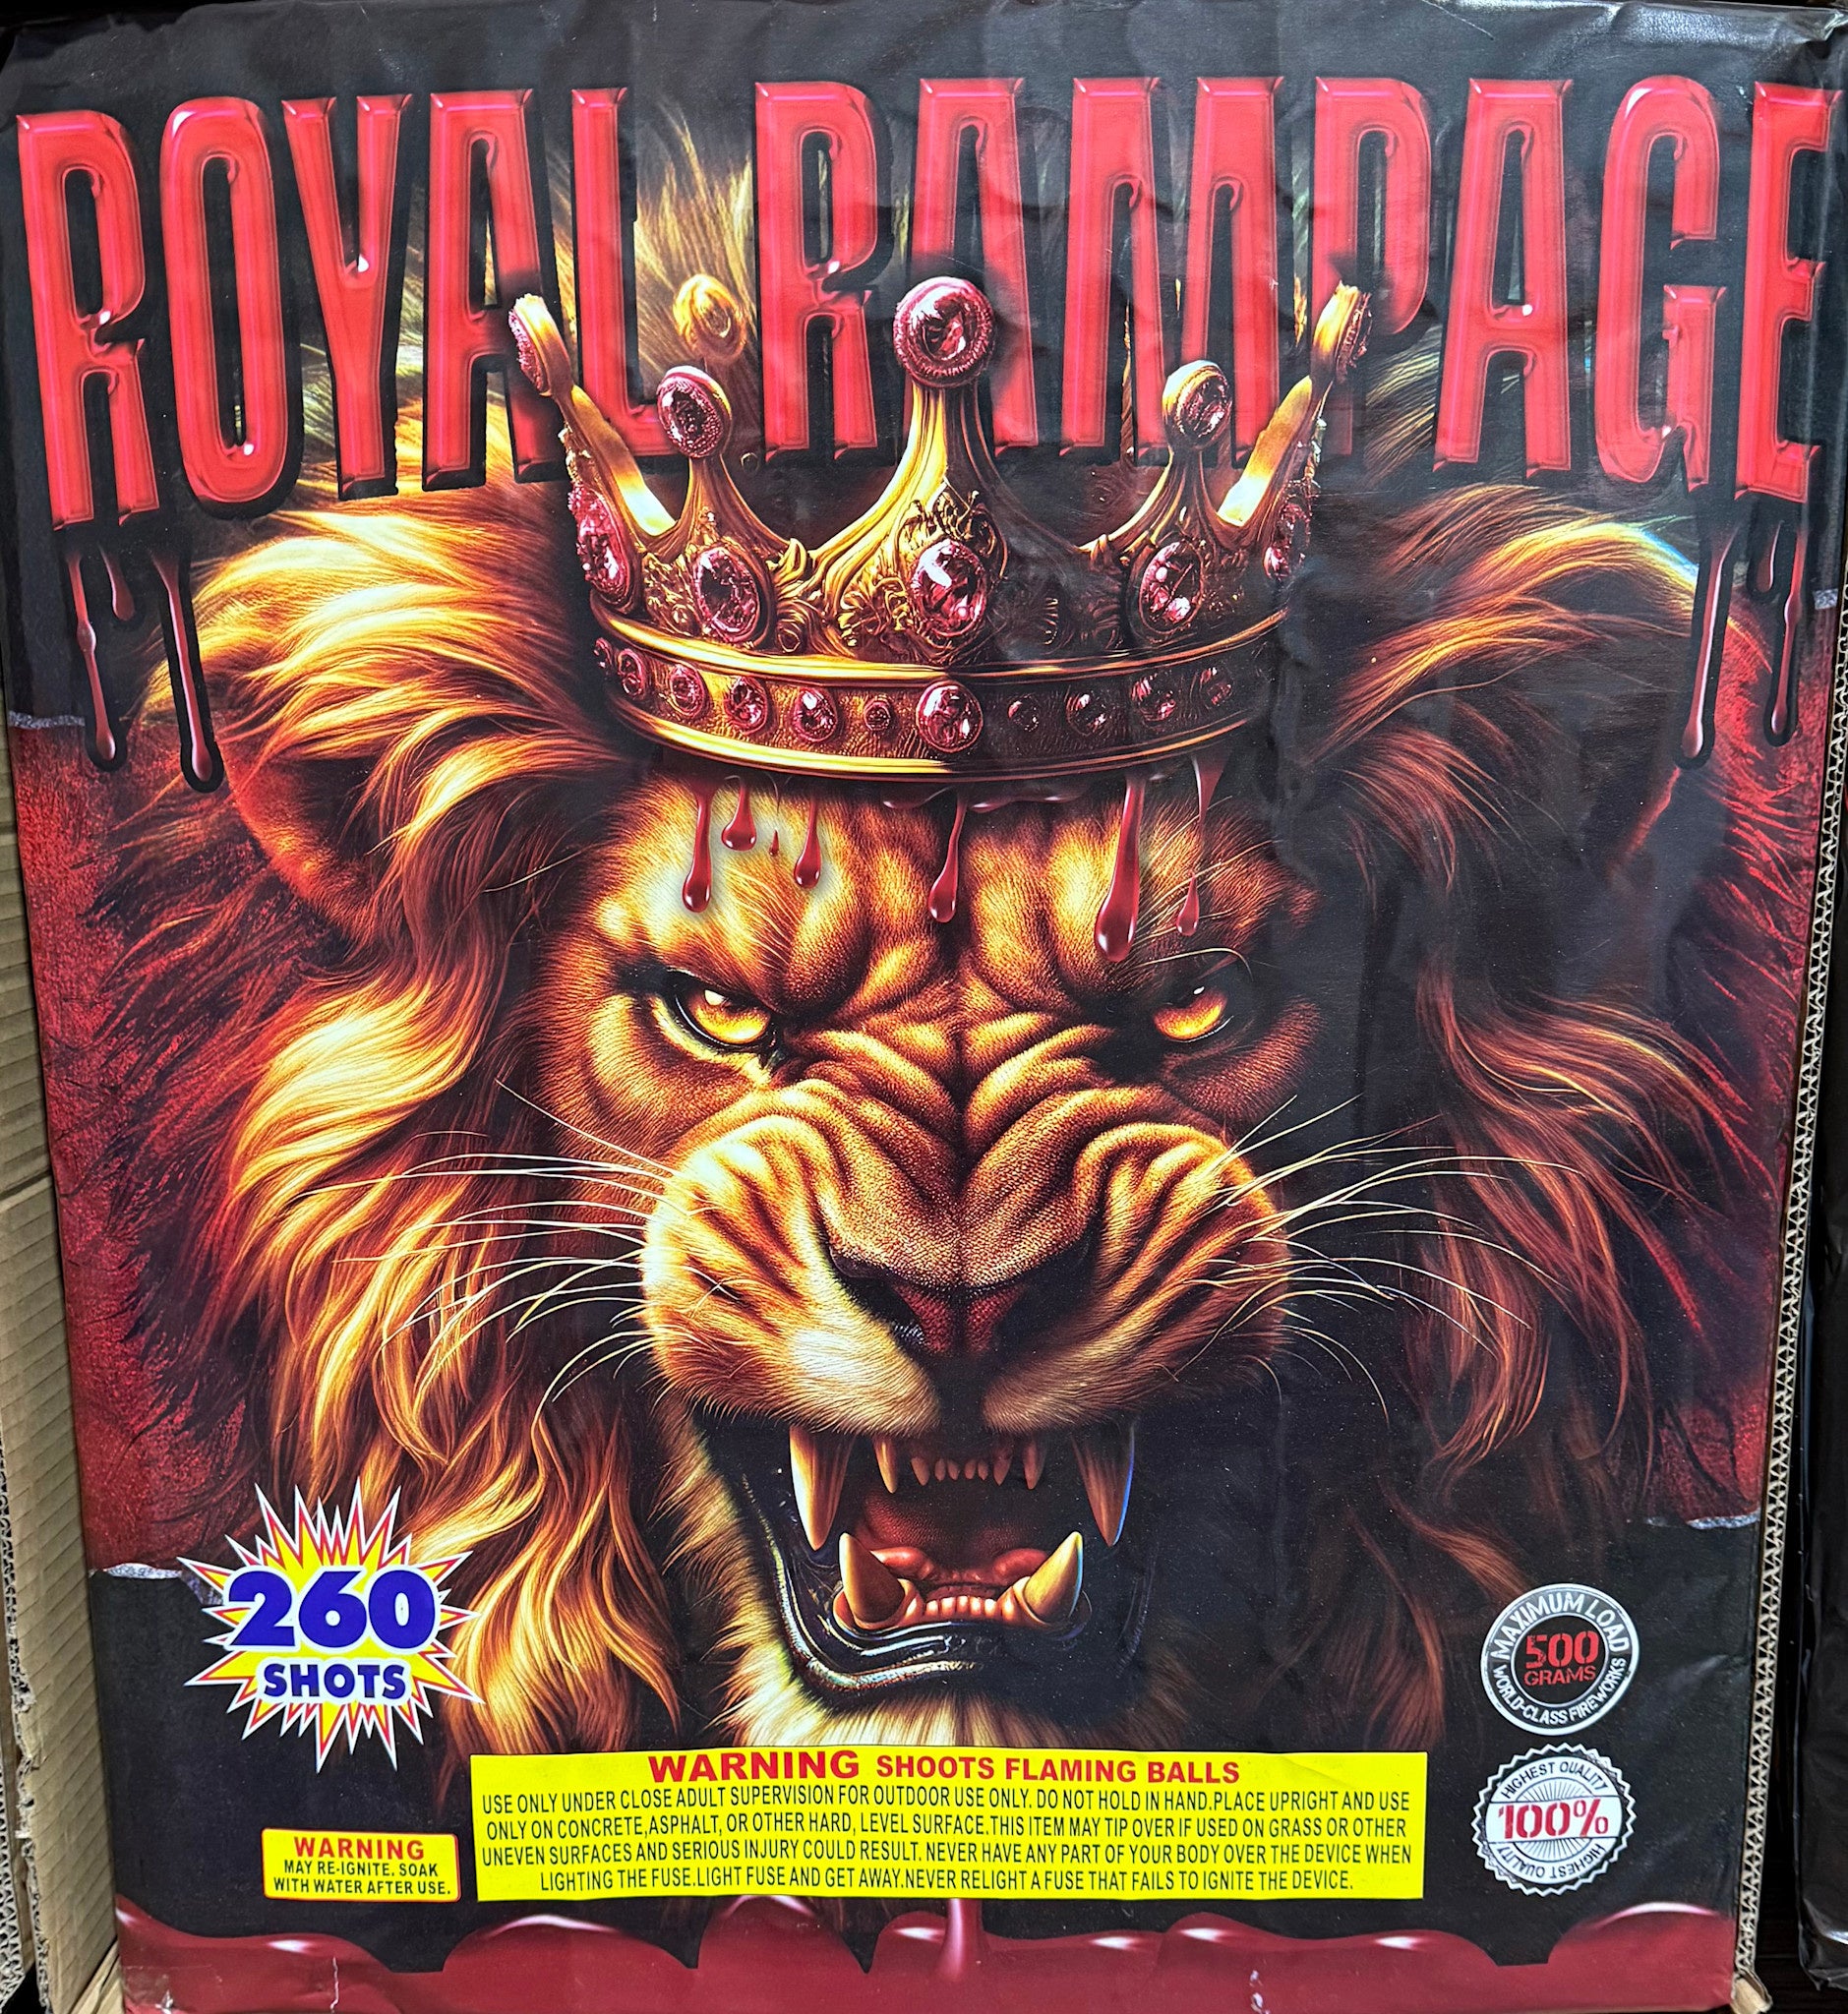 ROYAL RAMPAGE
260
SHOTS
MAXIMUM LOAD
500
GRAMS
WORLD-CLASS FIREWORKS
HIGHEST QUALITY
100%
HIGHEST QUALITY
WARNING SHOOTS FLAMING BALLS
USE ONLY UNDER CLOSE ADULT SUPERVISION FOR OUTDOOR USE ONLY. DO NOT HOLD IN HAND.PLACE UPRIGHT AND USE
ONLY ON CONCRETE,ASPHALT, OR OTHER HARD, LEVEL SURFACE.THIS ITEM MAY TIP OVER IF USED ON GRASS OR OTHER
UNEVEN SURFACES AND SERIOUS INJURY COULD RESULT. NEVER HAVE ANY PART OF YOUR BODY OVER THE DEVICE WHEN
LIGHTING THE FUSE.LIGHT FUSE AND GET AWAY.NEVER RELIGHT A FUSE THAT FAILS TO IGNITE THE DEVICE.
WARNING
MAY RE-IGNITE. SOAK
WITH WATER AFTER USE.